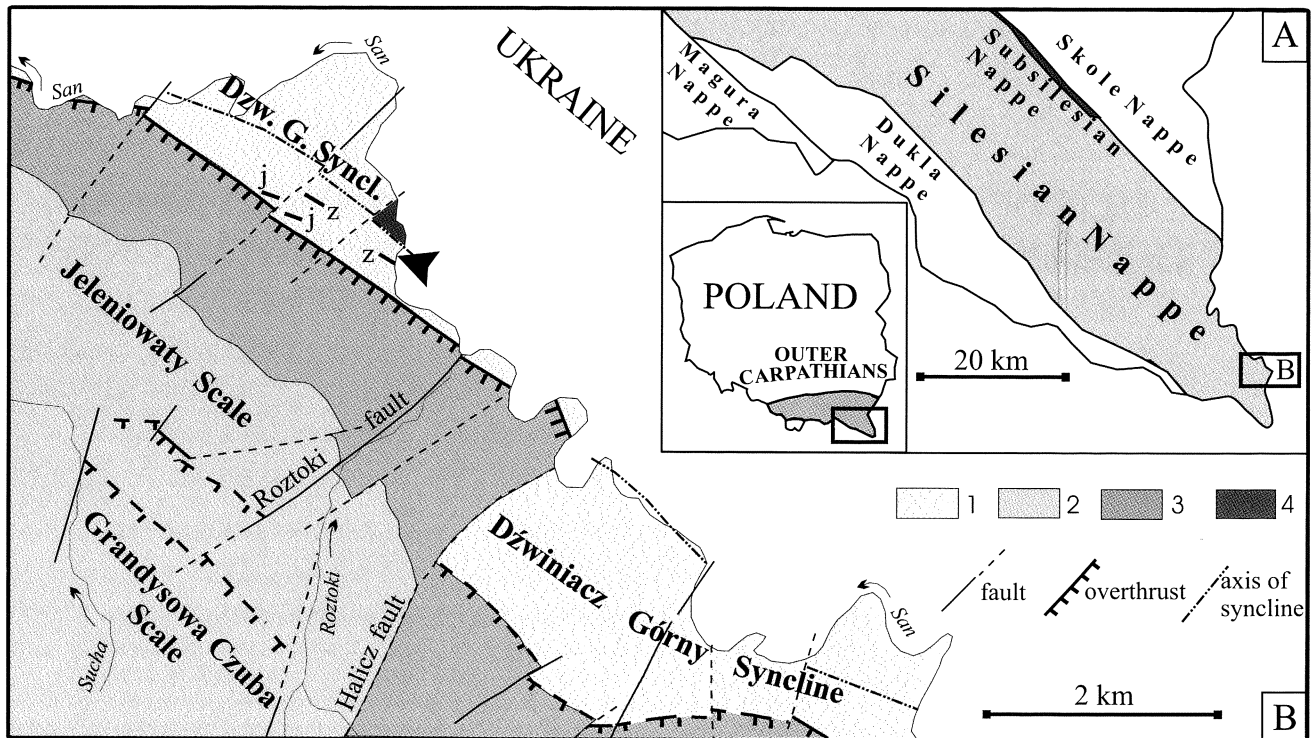 San
San
UKRAINE
Dźw. G. Syncl.
j
j
z
z
Jeleniowaty Scale
Roztoki fault
Grandysowa Czuba
Scale
Sucha
Roztoki
Halicz fault
Dźwiniacz
Górny
Syncline
San
A
Magura
Nappe
Dukla
Nappe
Silesian Nappe
Subsilesian
Nappe
Skole Nappe
B
20 km
POLAND
OUTER
CARPATHIANS
1
2
3
4
fault
overthrust
axis of
syncline
2 km
B